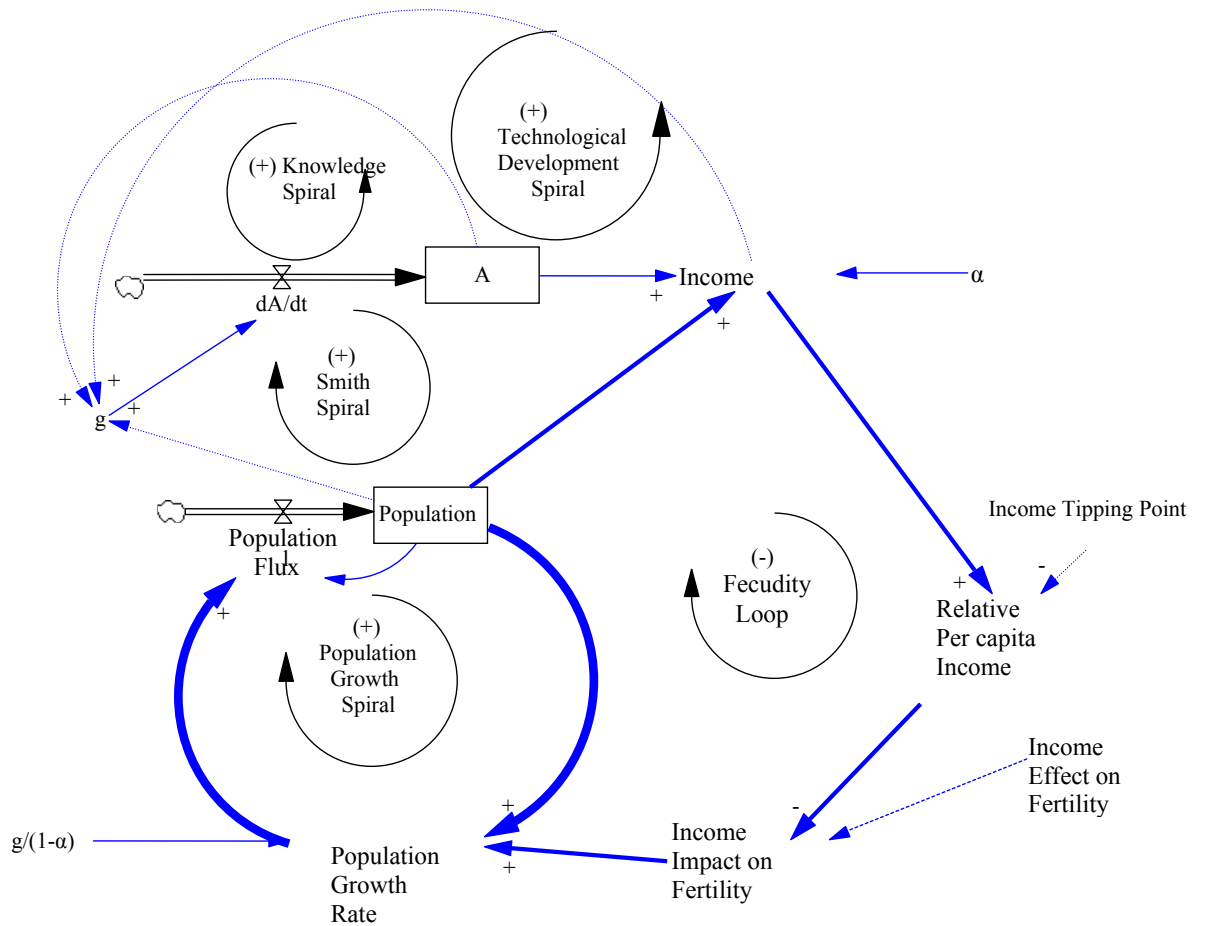 (+)
Technological
Development
Spiral
(+) Knowledge
Spiral
A
Income
α
+
dA/dt
+
(+)
Smith
Spiral
+
+
+
g
Population
Income Tipping Point
Population
Flux
l
(-)
Fecudity
Loop
-
+
Relative
Per capita
Income
+
(+)
Population
Growth
Spiral
Income
Effect on
Fertility
+
-
g/(1-α)
Income
Impact on
Fertility
+
Population
Growth
Rate